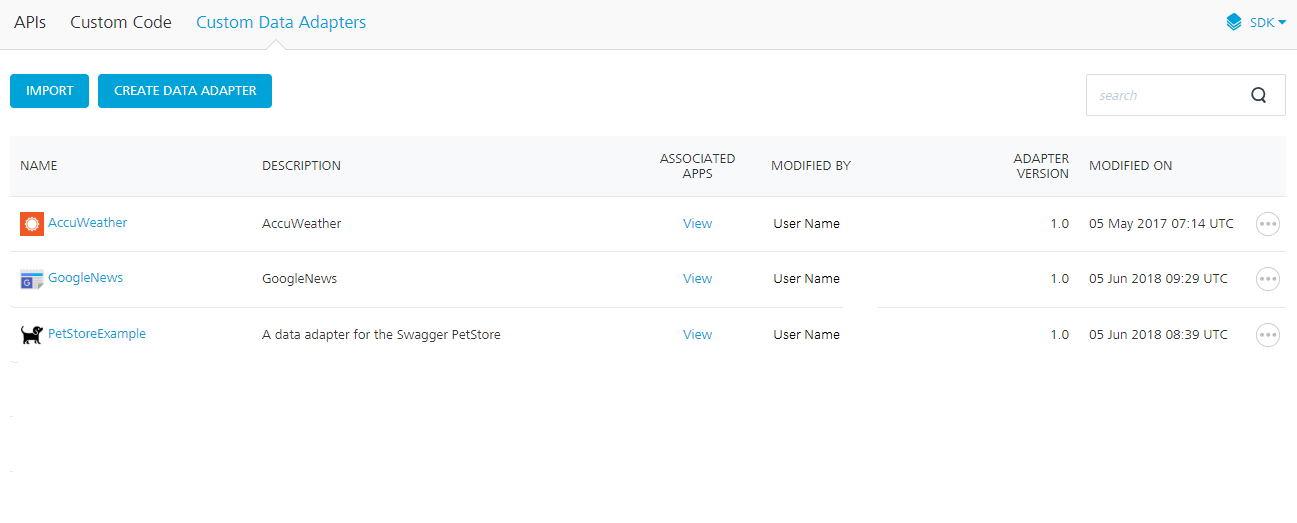 APIs Custom Code Custom Data Adapters SDK
IMPORT CREATE DATA ADAPTER search
NAME DESCRIPTION ASSOCIATED APPS MODIFIED BY ADAPTER VERSION MODIFIED ON
AccuWeather AccuWeather View User Name 1.0 05 May 2017 07:14 UTC
G GoogleNews GoogleNews View User Name 1.0 05 Jun 2018 09:29 UTC
PetStoreExample A data adapter for the Swagger PetStore View User Name 1.0 05 Jun 2018 08:39 UTC